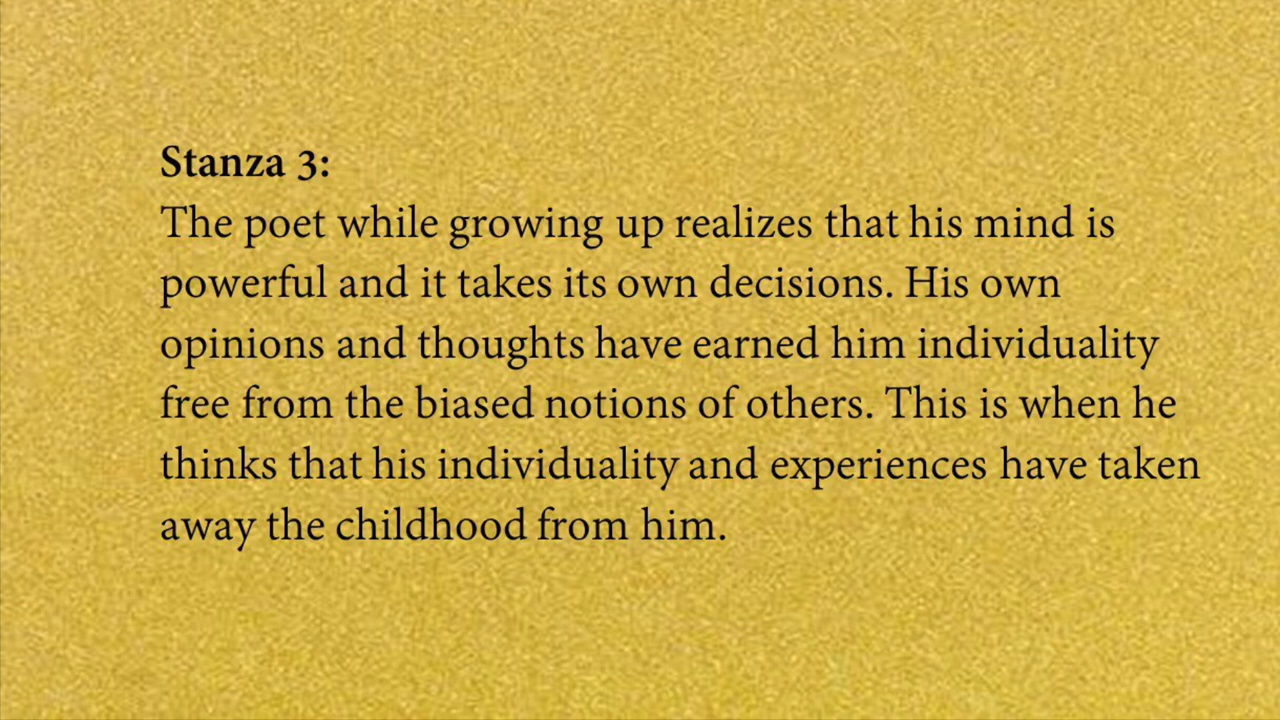 Stanza 3:
The poet while growing up realizes that his mind is
powerful and it takes its own decisions. His own
opinions and thoughts have earned him individuality
free from the biased notions of others. This is when he
thinks that his individuality and experiences have taken
away the childhood from him.